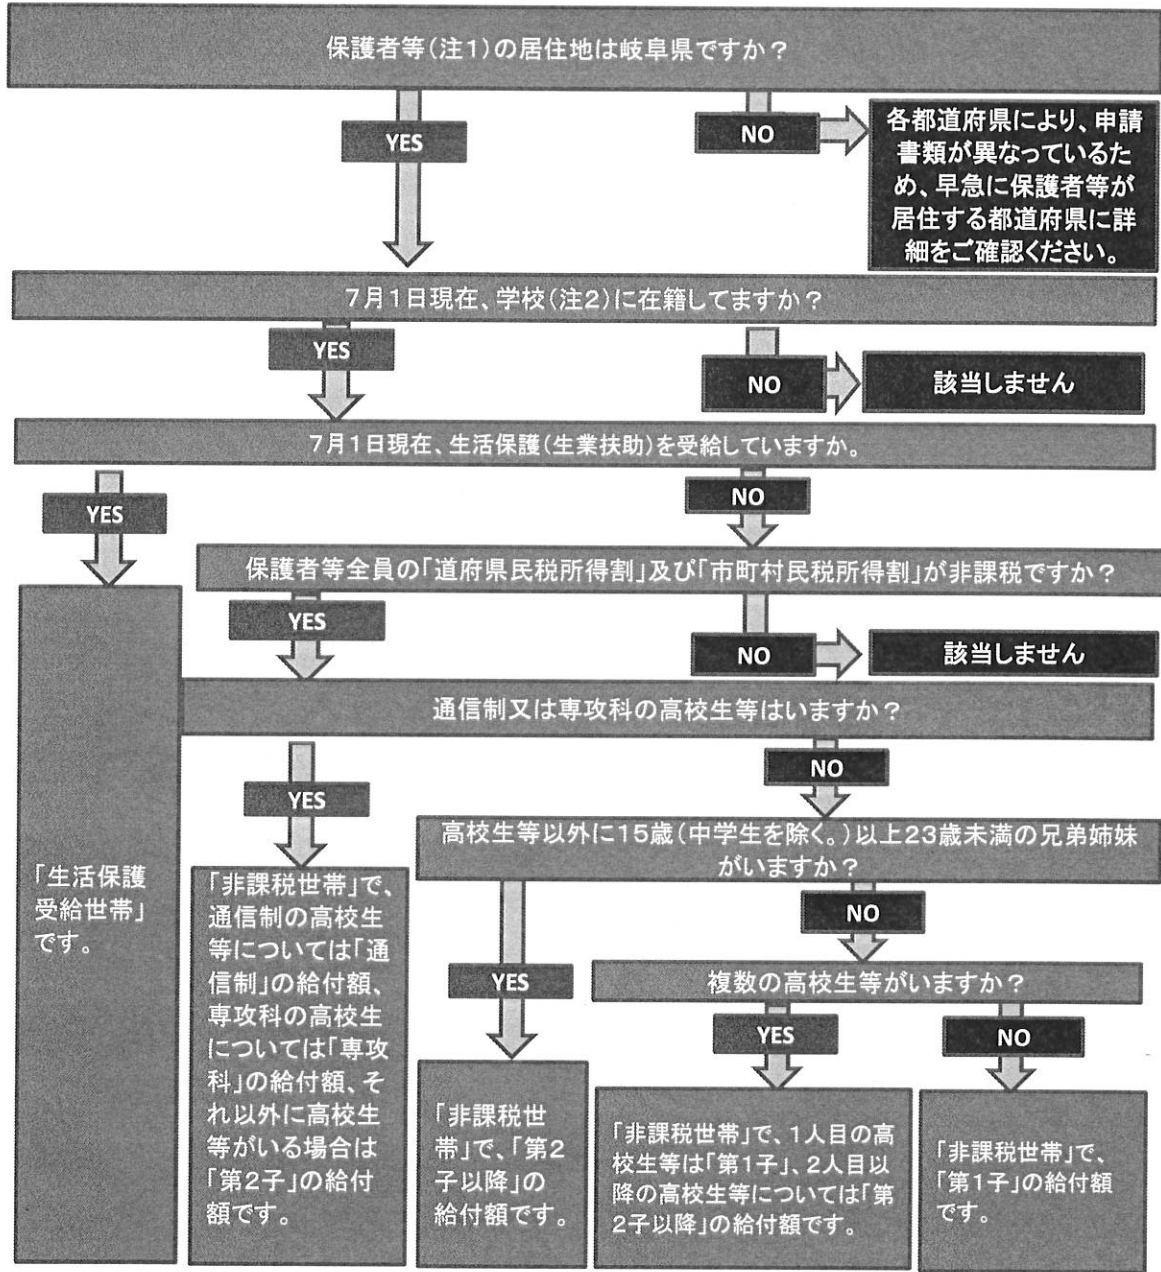 保護者等(注1)の居住地は岐阜県ですか？
YES
NO
各都道府県により、申請
書類が異なっているた
め、早急に保護者等が
居住する都道府県に詳
細をご確認ください。
7月1日現在、学校(注2)に在籍してますか？
YES
NO
該当しません
7月1日現在、生活保護(生業扶助)を受給していますか。
YES
NO
保護者等全員の「道府県民税所得割」及び「市町村民税所得割」が非課税ですか？
YES
NO
該当しません
通信制又は専攻科の高校生等はいますか？
YES
NO
高校生等以外に15歳(中学生を除く。)以上23歳未満の兄弟姉妹
がいますか？
YES
NO
複数の高校生等がいますか？
YES
NO
「生活保護
受給世帯」
です。
「非課税世帯」で、
通信制の高校生
等については「通
信制」の給付額、
専攻科の高校生
については「専攻
科」の給付額、そ
れ以外に高校生
等がいる場合は
「第2子」の給付
額です。
「非課税世
帯」で、「第2
子以降」の
給付額です。
「非課税世帯」で、1人目の高
校生等は「第1子」、2人目以
降の高校生等については「第
2子以降」の給付額です。
「非課税世帯」で、
「第1子」の給付額
です。